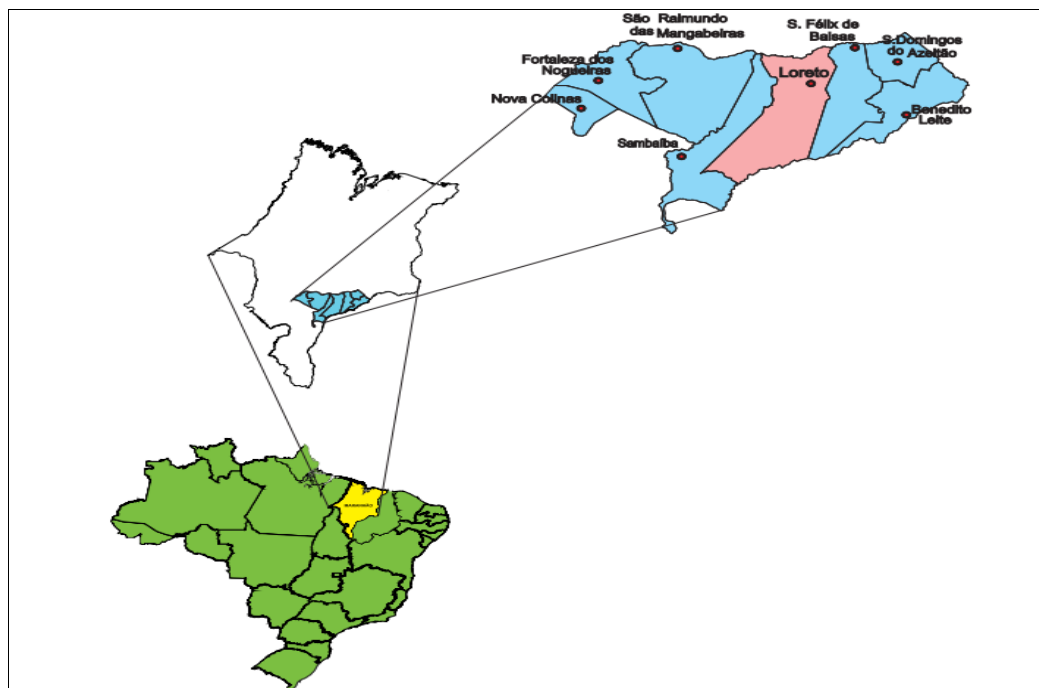 São Raimundo
das Mangabeiras
S. Félix de
Balsas
S.Domingos
do Azeitão
Fortaleza dos
Nogueiras
Loreto
Nova Colinas
Benedito
Leite
Sambaíba
MARANHÃO